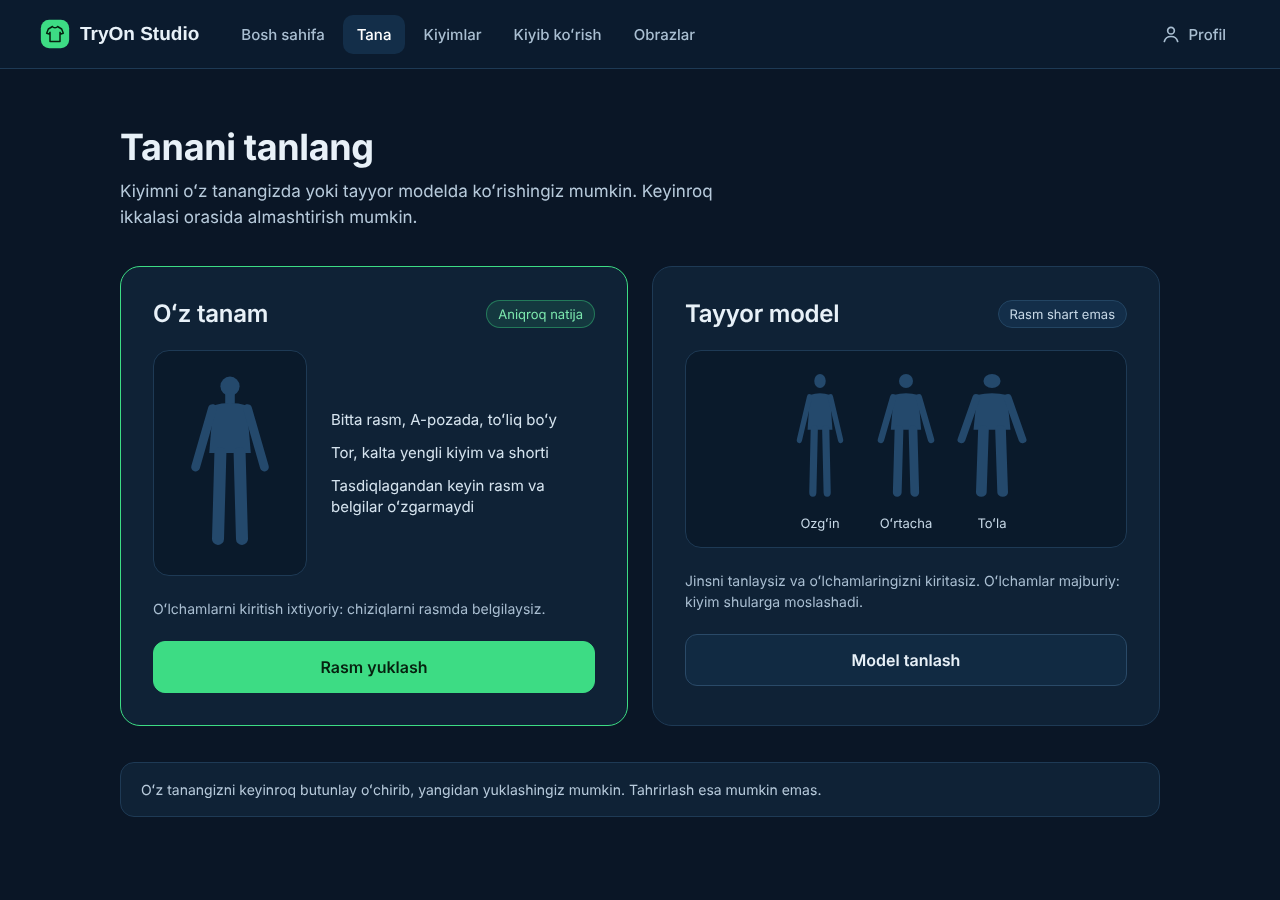 TryOn Studio
Bosh sahifa
Tana
Kiyimlar
Kiyib koʻrish
Obrazlar
Profil
Tanani tanlang
Kiyimni oʻz tanangizda yoki tayyor modelda koʻrishingiz mumkin. Keyinroq
ikkalasi orasida almashtirish mumkin.
Oʻz tanam
Aniqroq natija
Bitta rasm, A-pozada, toʻliq boʻy
Tor, kalta yengli kiyim va shorti
Tasdiqlagandan keyin rasm va
belgilar oʻzgarmaydi
Oʻlchamlarni kiritish ixtiyoriy: chiziqlarni rasmda belgilaysiz.
Rasm yuklash
Tayyor model
Rasm shart emas
Ozgʻin
Oʻrtacha
Toʻla
Jinsni tanlaysiz va oʻlchamlaringizni kiritasiz. Oʻlchamlar majburiy:
kiyim shularga moslashadi.
Model tanlash
Oʻz tanangizni keyinroq butunlay oʻchirib, yangidan yuklashingiz mumkin. Tahrirlash esa mumkin emas.